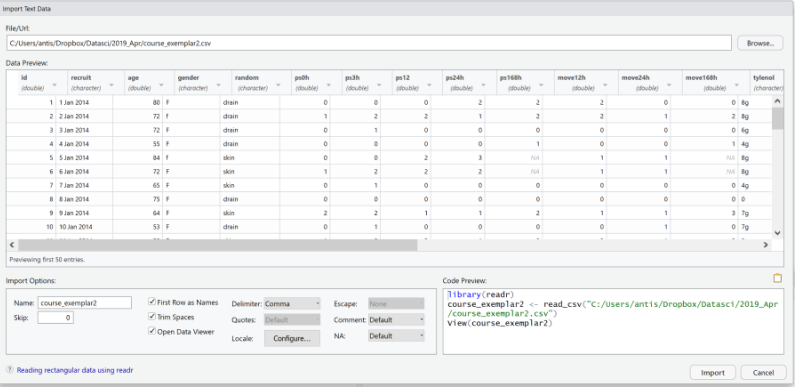 Import Text Data
File/Url:
C:/Users/antis/Dropbox/Datasci/2019_Apr/course_exemplar2.csv Browse...
Data Preview:
id recruit age gender random ps0h ps3h ps12 ps24h ps168h move12h move24h move168h tylenol
(double) (character) (double) (character) (character) (double) (double) (double) (double) (double) (double) (double) (double) (character)
1 1 Jan 2014 80 F drain 0 0 0 2 2 2 0 0 8g
2 2 Jan 2014 72 F drain 1 2 2 1 2 2 1 2 8g
3 3 Jan 2014 72 F drain 0 1 0 0 0 0 0 0 6g
4 4 Jan 2014 55 F drain 0 0 0 0 1 0 0 1 4g
5 5 Jan 2014 84 F skin 0 0 2 3 NA 1 1 NA 8g
6 6 Jan 2014 72 F skin 1 2 2 2 NA 1 1 NA 8g
7 7 Jan 2014 65 F skin 0 1 0 0 0 0 0 0 4g
8 8 Jan 2014 75 F drain 0 0 0 0 0 0 0 0 0
9 9 Jan 2014 64 F skin 2 2 1 1 2 1 1 3 7g
10 10 Jan 2014 53 F drain 0 1 0 0 0 1 1 0 7g
Previewing first 50 entries.
Import Options: Code Preview:
Name: course_exemplar2 First Row as Names Delimiter: Comma Escape: None library(readr)
Skip: 0 Trim Spaces Quotes: Default Comment: Default course_exemplar2 <- read_csv("C:/Users/antis/Dropbox/Datasci/2019_Apr
Open Data Viewer Locale: Configure... NA: Default /course_exemplar2.csv")
View(course_exemplar2)
? Reading rectangular data using readr Import Cancel